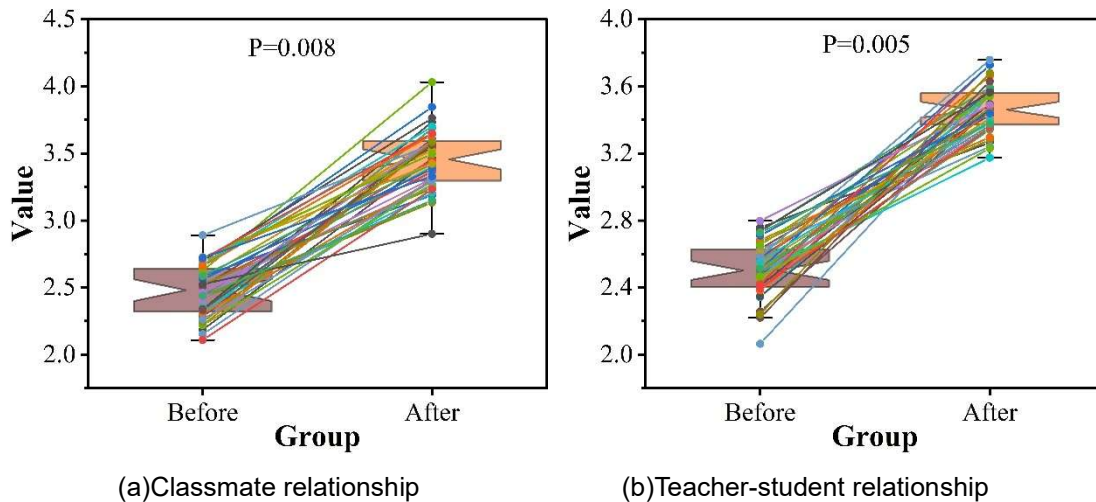 4.5
4.0
3.5
3.0
2.5
2.0
Value
P=0.008
Before
After
Group
(a)Classmate relationship
4.0
3.6
3.2
2.8
2.4
2.0
Value
P=0.005
Before
After
Group
(b)Teacher-student relationship